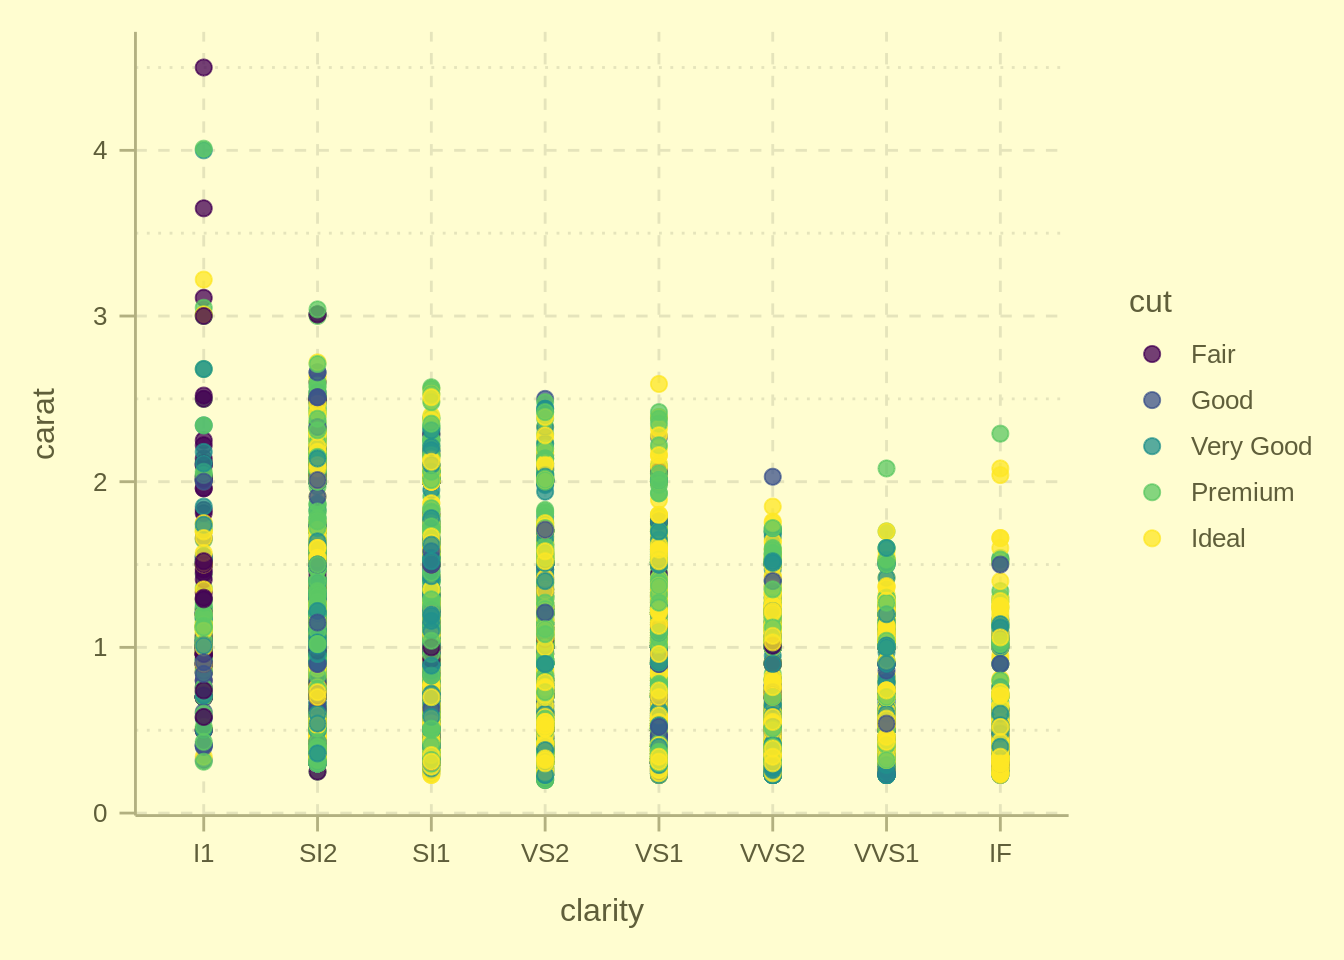 carat
4
3
2
1
0
I1 SI2 SI1 VS2 VS1 VVS2 VVS1 IF
clarity
cut
Fair
Good
Very Good
Premium
Ideal